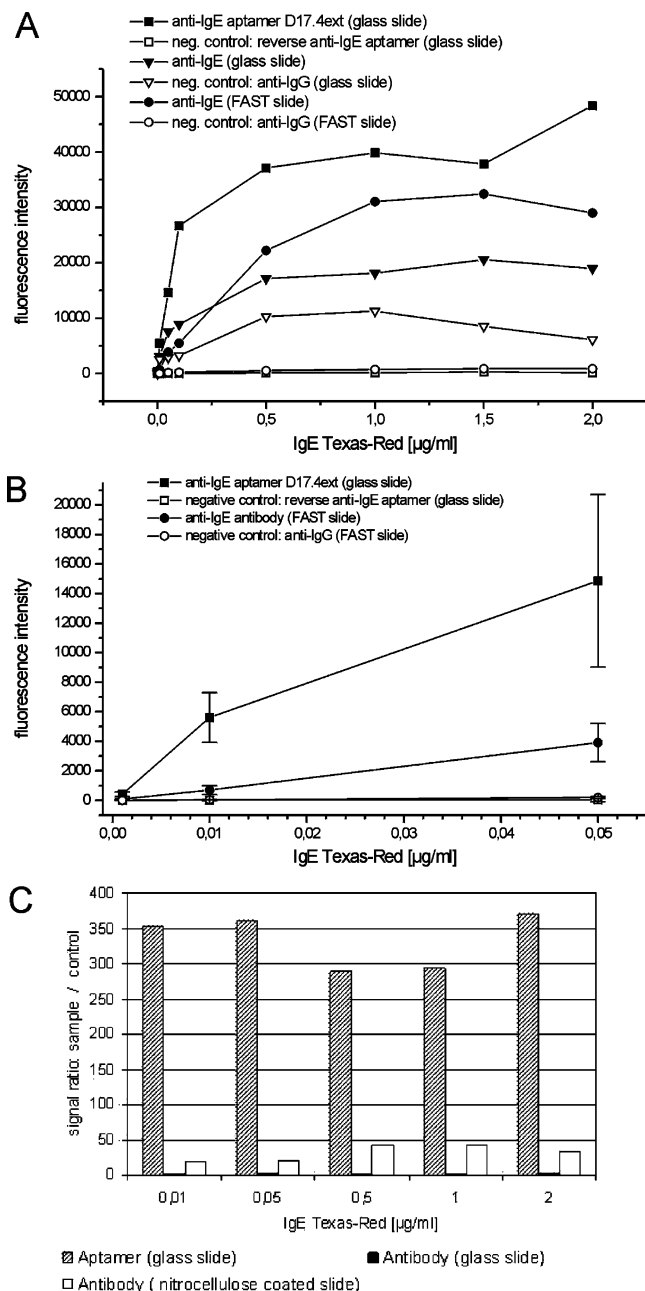 A
anti-IgE aptamer D17.4ext (glass slide)
neg. control: reverse anti-IgE aptamer (glass slide)
anti-IgE (glass slide)
neg. control: anti-IgG (glass slide)
anti-IgE (FAST slide)
neg. control: anti-IgG (FAST slide)
50000
40000
30000
20000
10000
0
fluorescence intensity
0,0 0,5 1,0 1,5 2,0
IgE Texas-Red [µg/ml]
B
anti-IgE aptamer D17.4ext (glass slide)
negative control: reverse anti-IgE aptamer (glass slide)
anti-IgE antibody (FAST slide)
negative control: anti-IgG (FAST slide)
20000
18000
16000
14000
12000
10000
8000
6000
4000
2000
0
fluorescence intensity
0,00 0,01 0,02 0,03 0,04 0,05
IgE Texas-Red [µg/ml]
C
400
350
300
250
200
150
100
50
0
signal ratio: sample / control
0,01 0,05 0,5 1 2
IgE Texas-Red [µg/ml]
Aptamer (glass slide) Antibody (glass slide)
Antibody ( nitrocellulose coated slide)